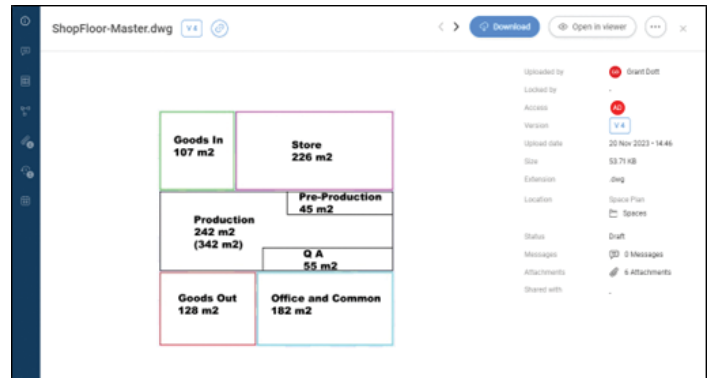 ShopFloor-Master.dwg V 4
Download
Open in viewer
Goods In
107 m2
Store
226 m2
Pre-Production
45 m2
Production
242 m2
(342 m2)
Q A
55 m2
Goods Out
128 m2
Office and Common
182 m2
Uploaded by Grant Dott
Locked by -
Access AD
Version V 4
Upload date 20 Nov 2023 - 14:46
Size 53.71 KB
Extension .dwg
Location Space Plan
Spaces
Status Draft
Messages 0 Messages
Attachments 6 Attachments
Shared with -